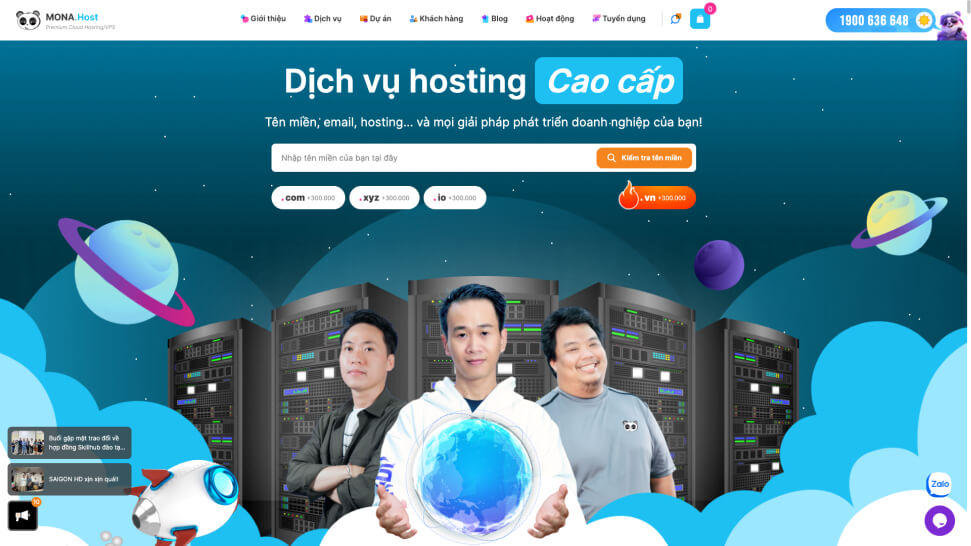 MONA.Host
Premium Cloud Hosting/VPS
Giới thiệu
Dịch vụ
Dự án
Khách hàng
Blog
Hoạt động
Tuyển dụng
0
1900 636 648
Dịch vụ hosting Cao cấp
Tên miền, email, hosting... và mọi giải pháp phát triển doanh nghiệp của bạn!
Nhập tên miền của bạn tại đây
Kiểm tra tên miền
.com +300.000
.xyz +300.000
.io +300.000
.vn +300.000
Buổi gặp mặt trao đổi về
hợp đồng Skillhub đào tạ...
SAIGON HD xịn xịn quá!!
10
Zalo